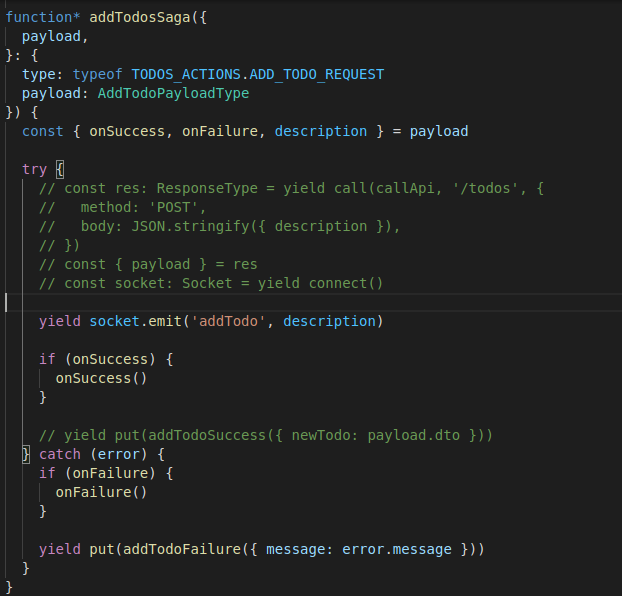 function* addTodosSaga({
  payload,
}: {
  type: typeof TODOS_ACTIONS.ADD_TODO_REQUEST
  payload: AddTodoPayloadType
}) {
  const { onSuccess, onFailure, description } = payload

  try {
    // const res: ResponseType = yield call(callApi, '/todos', {
    //   method: 'POST',
    //   body: JSON.stringify({ description }),
    // })
    // const { payload } = res
    // const socket: Socket = yield connect()

    yield socket.emit('addTodo', description)

    if (onSuccess) {
      onSuccess()
    }

    // yield put(addTodoSuccess({ newTodo: payload.dto }))
  } catch (error) {
    if (onFailure) {
      onFailure()
    }

    yield put(addTodoFailure({ message: error.message }))
  }
}